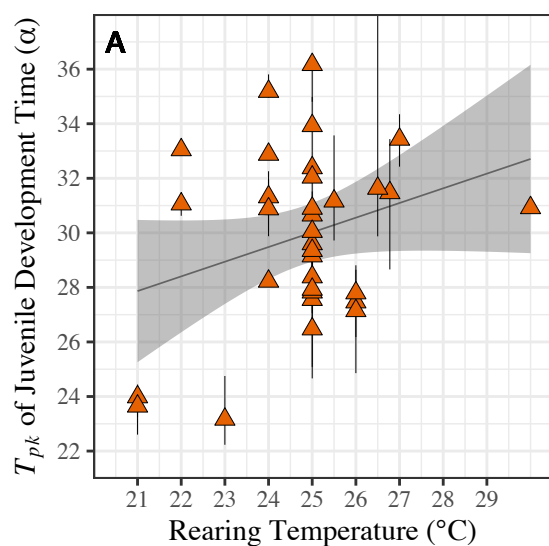 A
T_pk of Juvenile Development Time (α)
36
34
32
30
28
26
24
22
21 22 23 24 25 26 27 28 29
Rearing Temperature (°C)